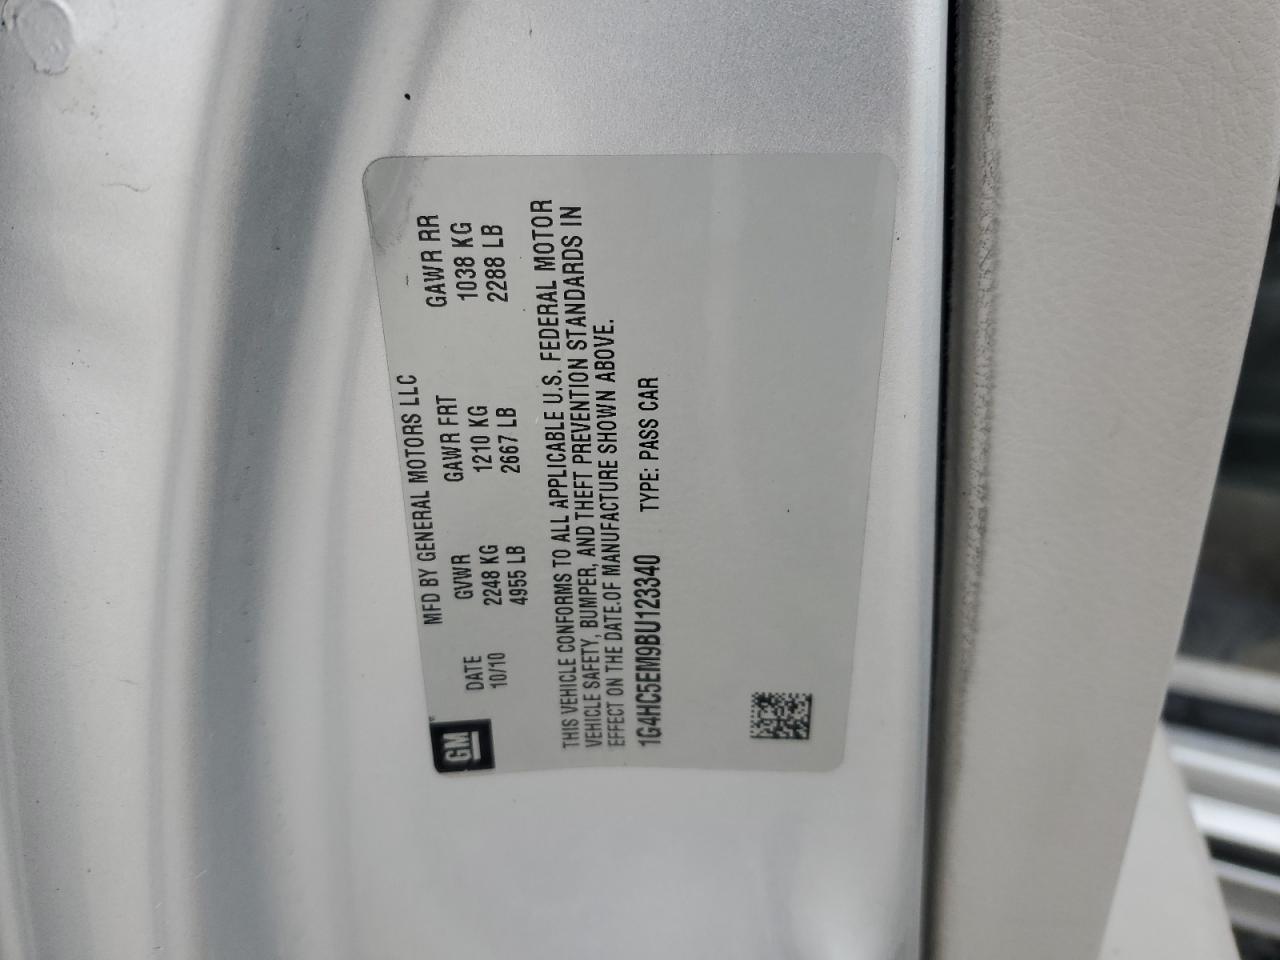 MFD BY GENERAL MOTORS LLC
DATE GVWR GAWR FRT GAWR RR
10/10 2248 KG 1210 KG 1038 KG
4955 LB 2667 LB 2288 LB
GM
THIS VEHICLE CONFORMS TO ALL APPLICABLE U.S. FEDERAL MOTOR
VEHICLE SAFETY, BUMPER, AND THEFT PREVENTION STANDARDS IN
EFFECT ON THE DATE.OF MANUFACTURE SHOWN ABOVE.
1G4HC5EM9BU123340 TYPE: PASS CAR